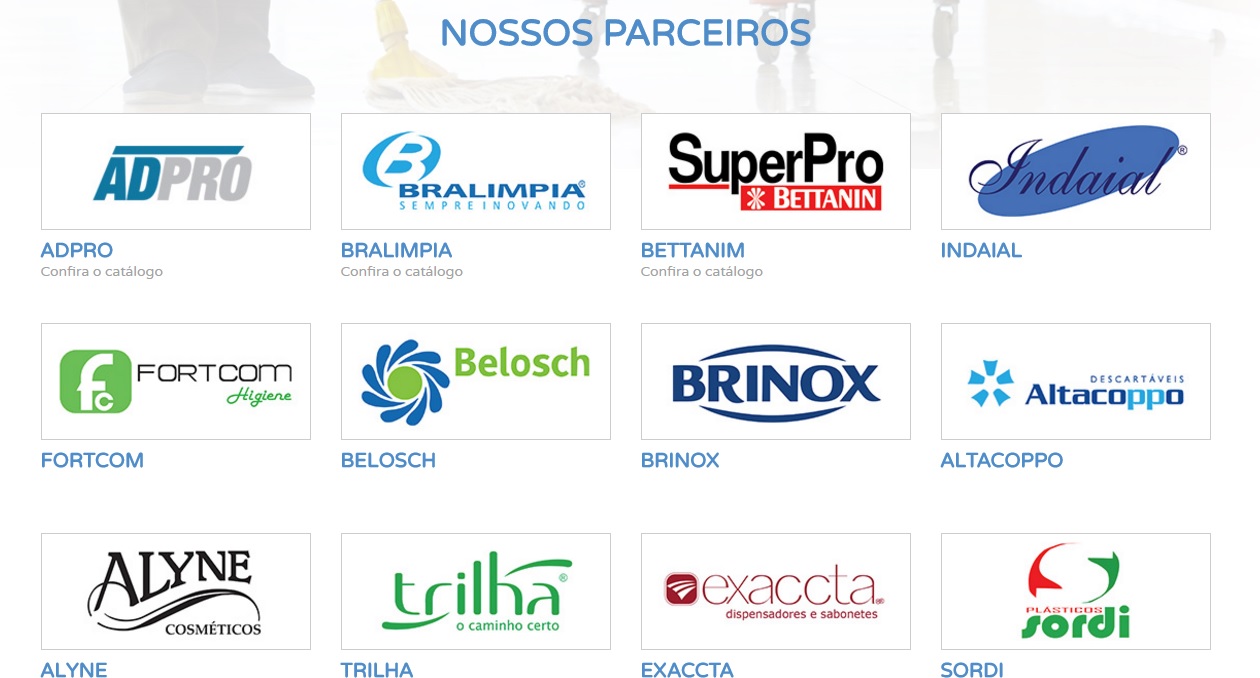 NOSSOS PARCEIROS
ADPRO
BRALIMPIA®
SEMPRE INOVANDO
SuperPro
BETTANIN
Indaial®
ADPRO
Confira o catálogo
BRALIMPIA
Confira o catálogo
BETTANIM
Confira o catálogo
INDAIAL
fc
FORTCOM
Higiene
Belosch
BRINOX
DESCARTÁVEIS
Altacoppo
FORTCOM
BELOSCH
BRINOX
ALTACOPPO
ALYNE
COSMÉTICOS
trilha®
o caminho certo
exaccta®
dispensadores e sabonetes
PLÁSTICOS
sordi
ALYNE
TRILHA
EXACCTA
SORDI